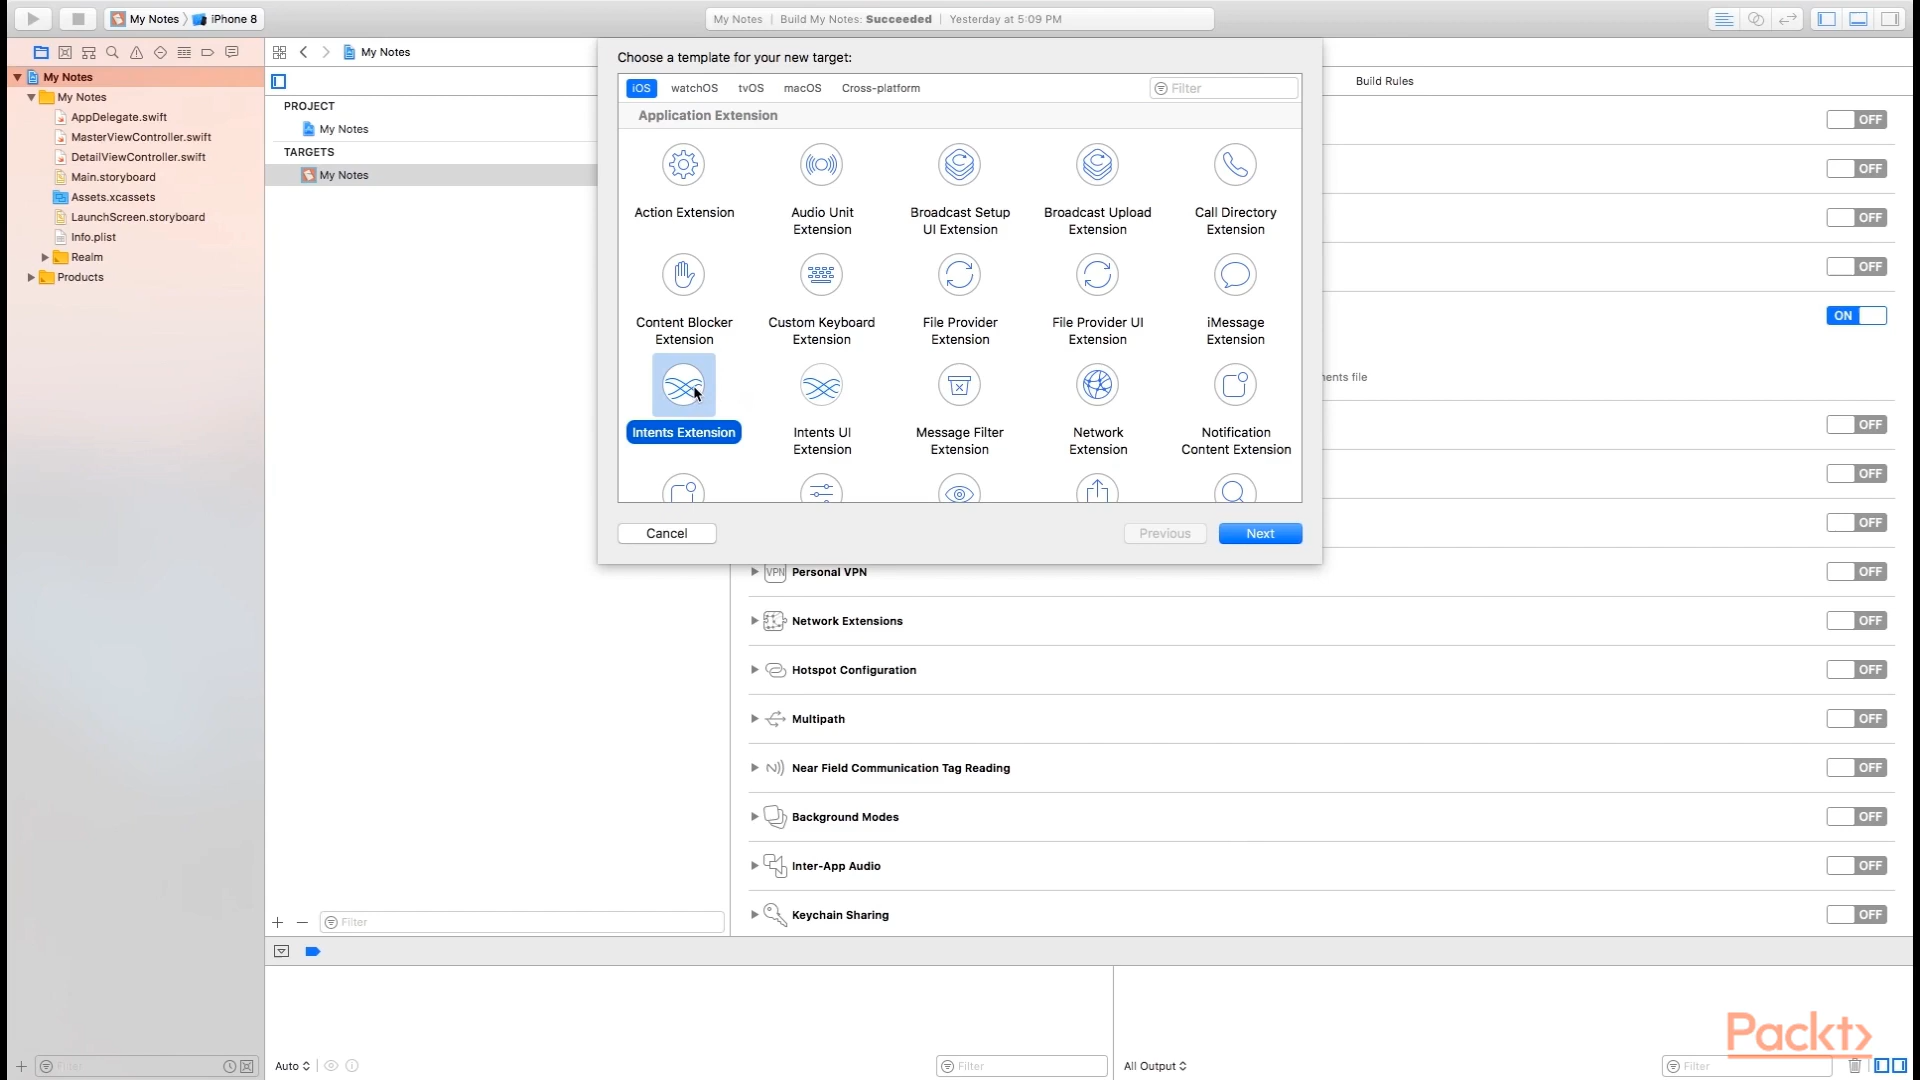 My Notes
iPhone 8
My Notes | Build My Notes: Succeeded | Yesterday at 5:09 PM
My Notes
My Notes
AppDelegate.swift
MasterViewController.swift
DetailViewController.swift
Main.storyboard
Assets.xcassets
LaunchScreen.storyboard
Info.plist
Realm
Products
Filter
My Notes
PROJECT
My Notes
TARGETS
My Notes
Filter
Choose a template for your new target:
iOS watchOS tvOS macOS Cross-platform
Filter
Application Extension
Action Extension
Audio Unit
Extension
Broadcast Setup
UI Extension
Broadcast Upload
Extension
Call Directory
Extension
Content Blocker
Extension
Custom Keyboard
Extension
File Provider
Extension
File Provider UI
Extension
iMessage
Extension
Intents Extension
Intents UI
Extension
Message Filter
Extension
Network
Extension
Notification
Content Extension
Cancel
Previous
Next
Build Rules
OFF
OFF
OFF
OFF
ON
ents file
OFF
OFF
OFF
VPN Personal VPN OFF
Network Extensions OFF
Hotspot Configuration OFF
Multipath OFF
Near Field Communication Tag Reading OFF
Background Modes OFF
Inter-App Audio OFF
Keychain Sharing OFF
Auto
Filter
All Output
Filter
Packt>